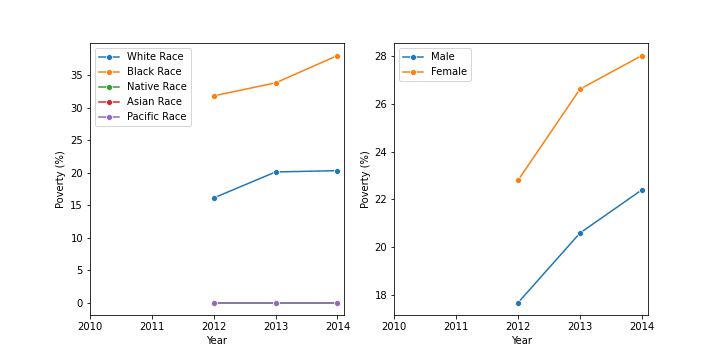 White Race
Black Race
Native Race
Asian Race
Pacific Race
35
30
25
20
15
10
5
0
Poverty (%)
2010 2011 2012 2013 2014
Year
Male
Female
28
26
24
22
20
18
Poverty (%)
2010 2011 2012 2013 2014
Year